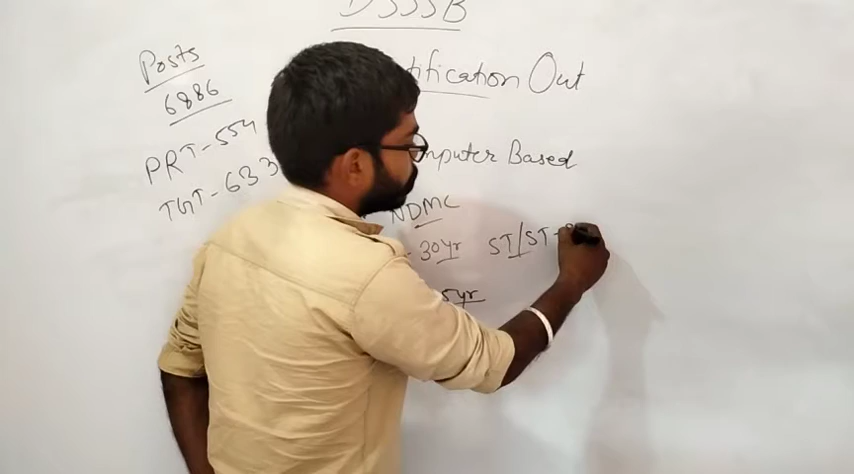 DSSSB
Posts
6886
PRT-554
TGT-633
tification Out
mputer Based
NDMC
- 30yr ST/ST-
5yr